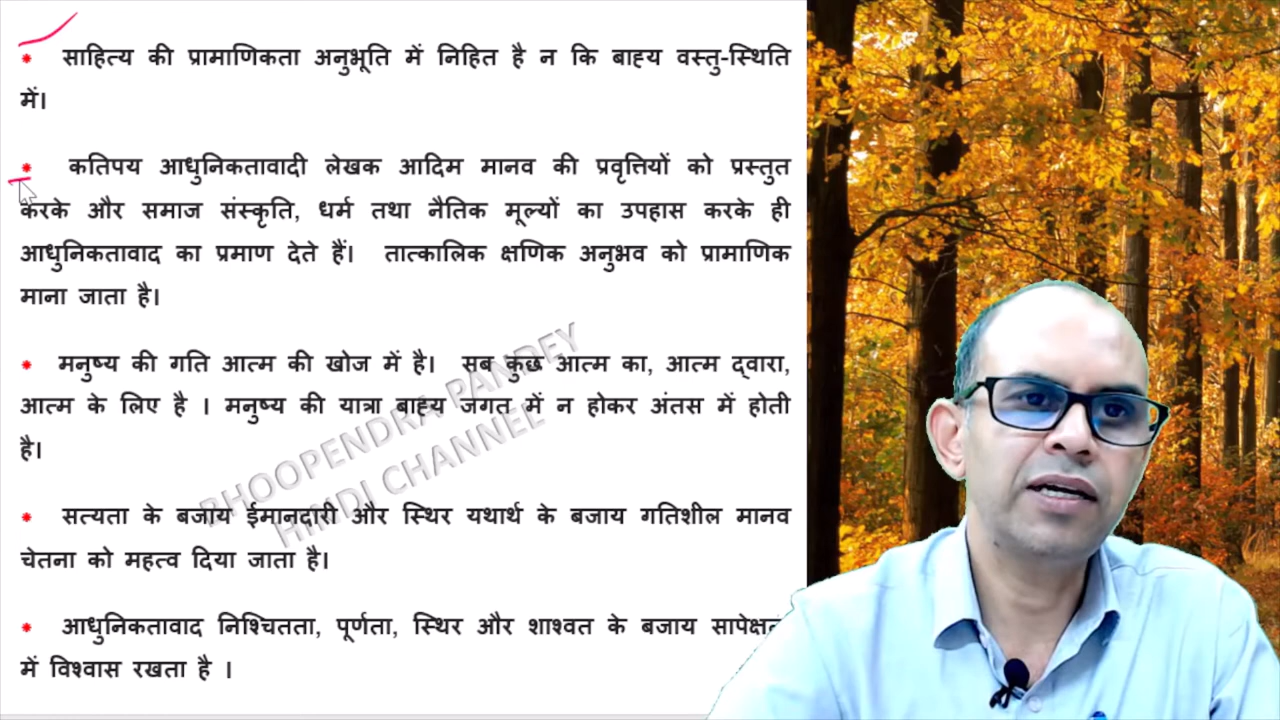 साहित्य की प्रामाणिकता अनुभूति में निहित है न कि बाह्य वस्तु-स्थिति
में।
कतिपय आधुनिकतावादी लेखक आदिम मानव की प्रवृत्तियों को प्रस्तुत
करके और समाज संस्कृति, धर्म तथा नैतिक मूल्यों का उपहास करके ही
आधुनिकतावाद का प्रमाण देते हैं। तात्कालिक क्षणिक अनुभव को प्रामाणिक
माना जाता है।
मनुष्य की गति आत्म की खोज में है। सब कुछ आत्म का, आत्म द्वारा,
आत्म के लिए है । मनुष्य की यात्रा बाह्य जगत में न होकर अंतस में होती
है।
BHOOPENDRA PANDEY
HINDI CHANNEL
सत्यता के बजाय ईमानदारी और स्थिर यथार्थ के बजाय गतिशील मानव
चेतना को महत्व दिया जाता है।
आधुनिकतावाद निश्चितता, पूर्णता, स्थिर और शाश्वत के बजाय
में विश्वास रखता है ।